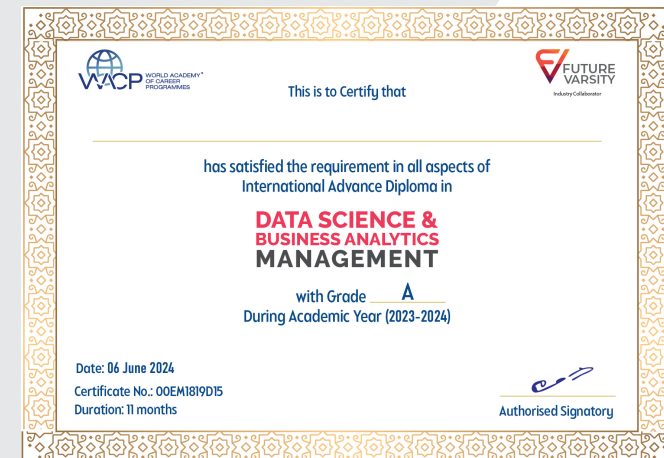 WACP
WORLD ACADEMY
OF CAREER
PROGRAMMES
FUTURE
VARSITY
Industry Collaborator
This is to Certify that
has satisfied the requirement in all aspects of
International Advance Diploma in
DATA SCIENCE &
BUSINESS ANALYTICS
MANAGEMENT
with Grade A
During Academic Year (2023-2024)
Date: 06 June 2024
Certificate No.: 00EM1819D15
Duration: 11 months
Authorised Signatory